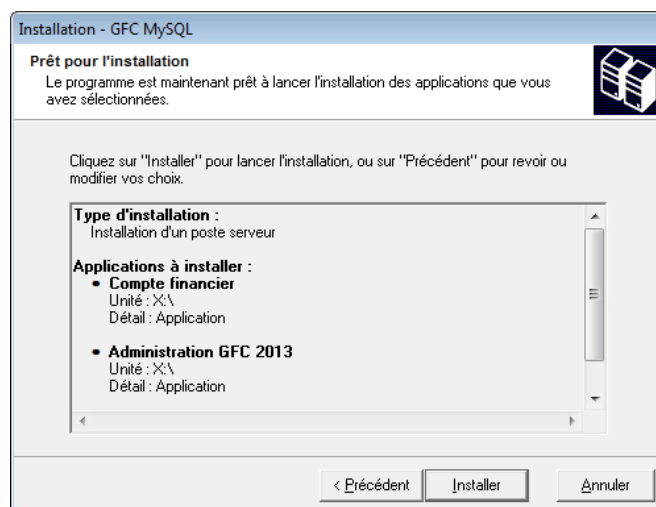 Installation - GFC MySQL
Prêt pour l'installation
Le programme est maintenant prêt à lancer l'installation des applications que vous
avez sélectionnées.
Cliquez sur "Installer" pour lancer l'installation, ou sur "Précédent" pour revoir ou
modifier vos choix.
Type d'installation :
Installation d'un poste serveur
Applications à installer :
• Compte financier
Unité : X:\
Détail : Application
• Administration GFC 2013
Unité : X:\
Détail : Application
< Précédent
Installer
Annuler